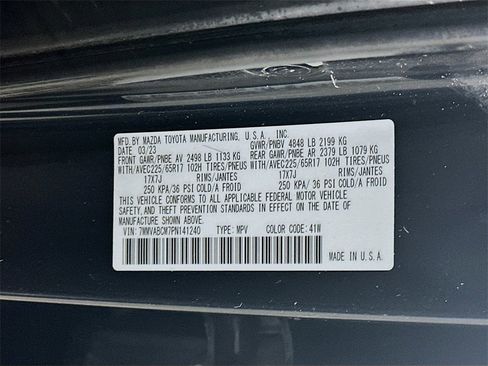 MFD. BY MAZDA TOYOTA MANUFACTURING, U.S.A., INC.
DATE 03/23 GVWR/PNBV 4848 LB 2199 KG
FRONT GAWR/PNBE AV 2498 LB 1133 KG REAR GAWR/PNBE AR 2379 LB 1079 KG
WITH/AVEC225/65R17 102H TIRES/PNEUS WITH/AVEC225/65R17 102H TIRES/PNEUS
17X7J RIMS/JANTES 17X7J RIMS/JANTES
250 KPA/ 36 PSI COLD/A FROID 250 KPA/ 36 PSI COLD/A FROID
THIS VEHICLE CONFORMS TO ALL APPLICABLE FEDERAL MOTOR VEHICLE
SAFETY, AND THEFT PREVENTION STANDARDS IN EFFECT ON THE DATE OF
MANUFACTURE SHOWN ABOVE.
VIN: 7MMVABCM7PN141240 TYPE: MPV COLOR CODE: 41W
MADE IN U.S.A.